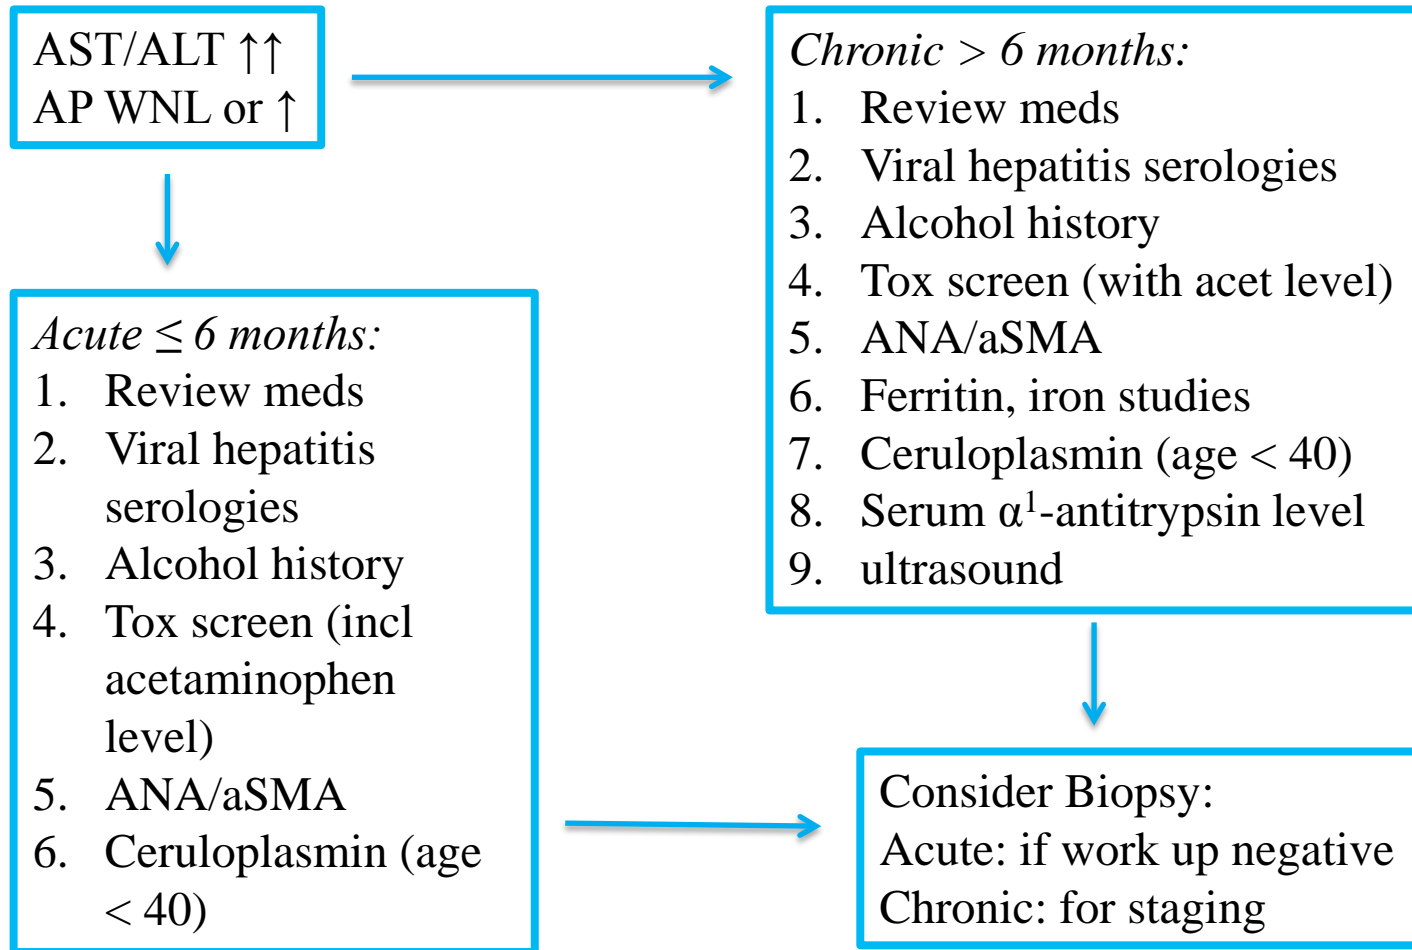 AST/ALT ↑↑
AP WNL or ↑
Chronic > 6 months:
1. Review meds
2. Viral hepatitis serologies
3. Alcohol history
4. Tox screen (with acet level)
5. ANA/aSMA
6. Ferritin, iron studies
7. Ceruloplasmin (age < 40)
8. Serum α¹-antitrypsin level
9. ultrasound
Acute ≤ 6 months:
1. Review meds
2. Viral hepatitis
serologies
3. Alcohol history
4. Tox screen (incl
acetaminophen
level)
5. ANA/aSMA
6. Ceruloplasmin (age
< 40)
Consider Biopsy:
Acute: if work up negative
Chronic: for staging